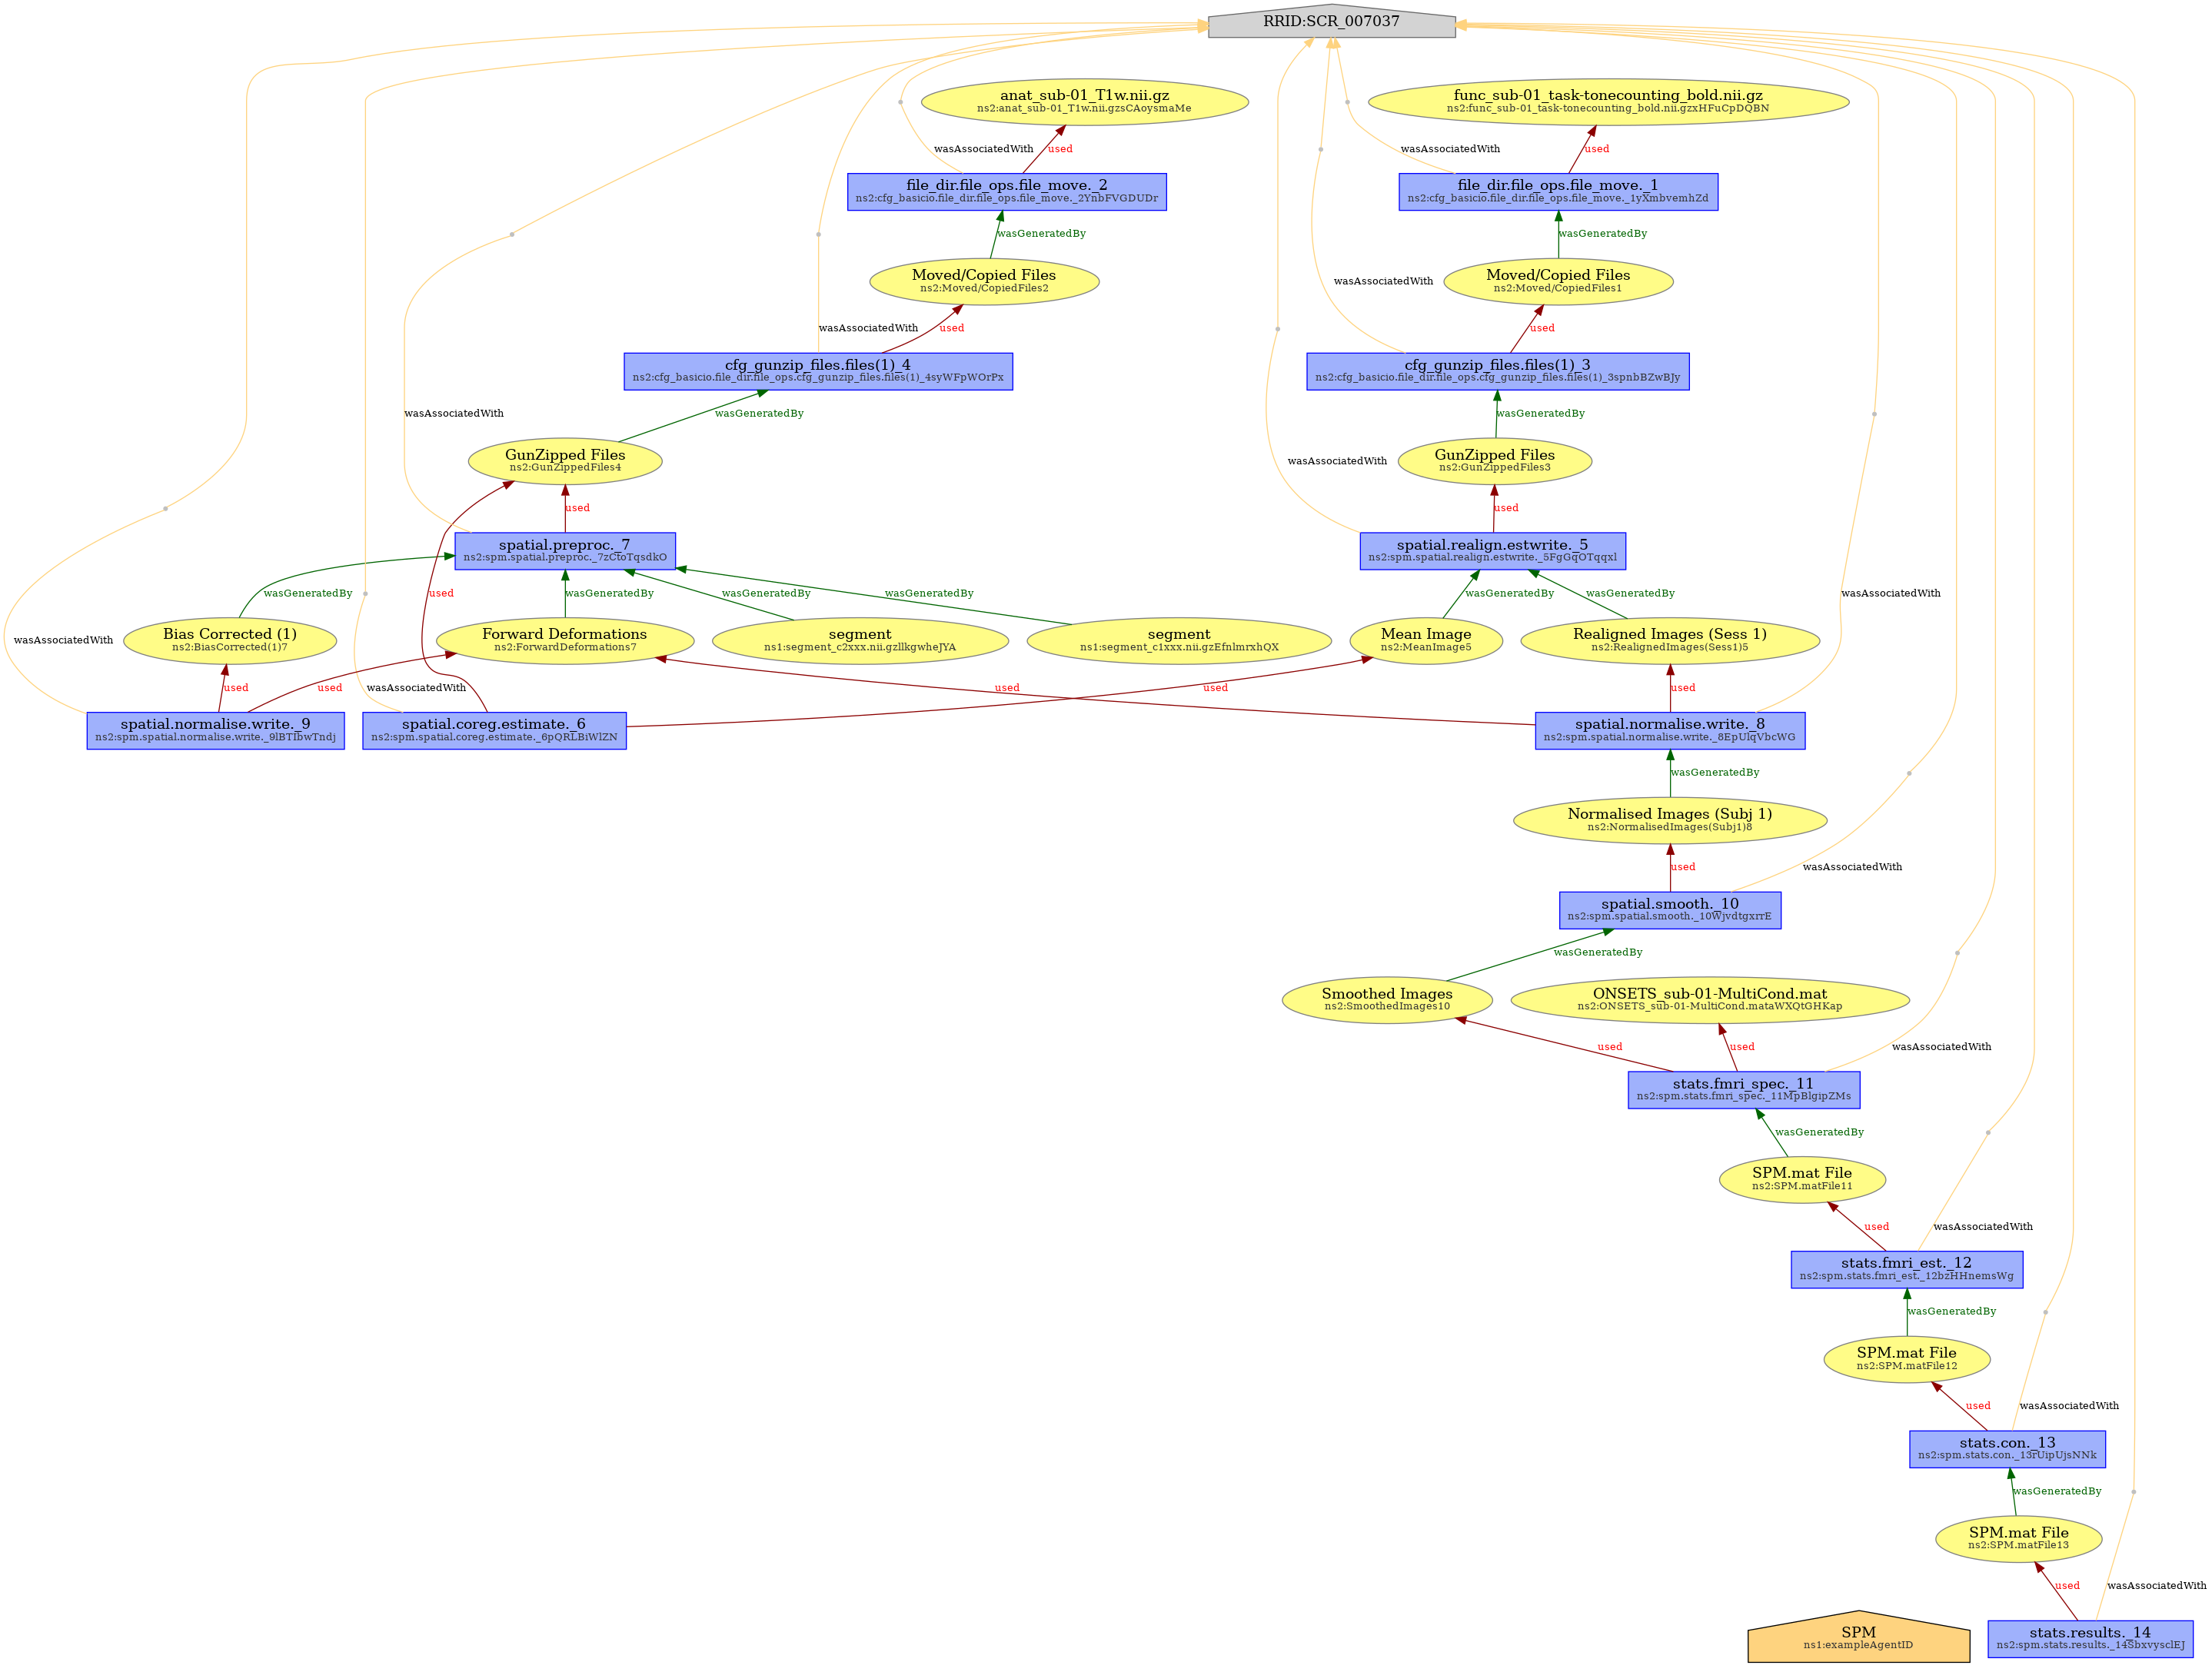 RRID:SCR_007037
anat_sub-01_T1w.nii.gz
ns2:anat_sub-01_T1w.nii.gzsCAoysmaMe
func_sub-01_task-tonecounting_bold.nii.gz
ns2:func_sub-01_task-tonecounting_bold.nii.gzxHFuCpDQBN
wasAssociatedWith
used
wasAssociatedWith
used
file_dir.file_ops.file_move._2
ns2:cfg_basicio.file_dir.file_ops.file_move._2YnbFVGDUDr
file_dir.file_ops.file_move._1
ns2:cfg_basicio.file_dir.file_ops.file_move._1yXmbvemhZd
wasGeneratedBy
wasGeneratedBy
Moved/Copied Files
ns2:Moved/CopiedFiles2
Moved/Copied Files
ns2:Moved/CopiedFiles1
wasAssociatedWith
used
wasAssociatedWith
used
cfg_gunzip_files.files(1)_4
ns2:cfg_basicio.file_dir.file_ops.cfg_gunzip_files.files(1)_4syWFpWOrPx
cfg_gunzip_files.files(1)_3
ns2:cfg_basicio.file_dir.file_ops.cfg_gunzip_files.files(1)_3spnbBZwBJy
wasAssociatedWith
wasGeneratedBy
wasGeneratedBy
GunZipped Files
ns2:GunZippedFiles4
wasAssociatedWith
GunZipped Files
ns2:GunZippedFiles3
used
used
spatial.preproc._7
ns2:spm.spatial.preproc._7zCtoTqsdkO
spatial.realign.estwrite._5
ns2:spm.spatial.realign.estwrite._5FgGqOTqqxl
wasGeneratedBy
used
wasGeneratedBy
wasGeneratedBy
wasGeneratedBy
wasGeneratedBy
wasGeneratedBy
wasAssociatedWith
wasAssociatedWith
Bias Corrected (1)
ns2:BiasCorrected(1)7
Forward Deformations
ns2:ForwardDeformations7
segment
ns1:segment_c2xxx.nii.gzllkgwheJYA
segment
ns1:segment_c1xxx.nii.gzEfnlmrxhQX
Mean Image
ns2:MeanImage5
Realigned Images (Sess 1)
ns2:RealignedImages(Sess1)5
used
used
wasAssociatedWith
used
used
used
spatial.normalise.write._9
ns2:spm.spatial.normalise.write._9lBTIbwTndj
spatial.coreg.estimate._6
ns2:spm.spatial.coreg.estimate._6pQRLBiWlZN
spatial.normalise.write._8
ns2:spm.spatial.normalise.write._8EpUlqVbcWG
wasGeneratedBy
Normalised Images (Subj 1)
ns2:NormalisedImages(Subj1)8
used
wasAssociatedWith
spatial.smooth._10
ns2:spm.spatial.smooth._10WjvdtgxrrE
wasGeneratedBy
Smoothed Images
ns2:SmoothedImages10
ONSETS_sub-01-MultiCond.mat
ns2:ONSETS_sub-01-MultiCond.mataWXQtGHKap
used
used
wasAssociatedWith
stats.fmri_spec._11
ns2:spm.stats.fmri_spec._11MpBlgipZMs
wasGeneratedBy
SPM.mat File
ns2:SPM.matFile11
used
wasAssociatedWith
stats.fmri_est._12
ns2:spm.stats.fmri_est._12bzHHnemsWg
wasGeneratedBy
SPM.mat File
ns2:SPM.matFile12
used
wasAssociatedWith
stats.con._13
ns2:spm.stats.con._13rUipUjsNNk
wasGeneratedBy
SPM.mat File
ns2:SPM.matFile13
used
wasAssociatedWith
SPM
ns1:exampleAgentID
stats.results._14
ns2:spm.stats.results._14SbxvysclEJ